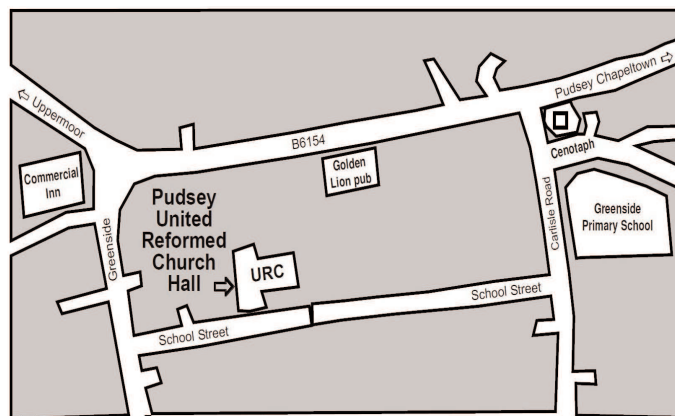 Pudsey Chapeltown
Uppermoor
B6154
Cenotaph
Commercial
Inn
Golden
Lion pub
Pudsey
United
Reformed
Church
Hall
URC
Greenside
Carlisle Road
Greenside
Primary School
School Street
School Street